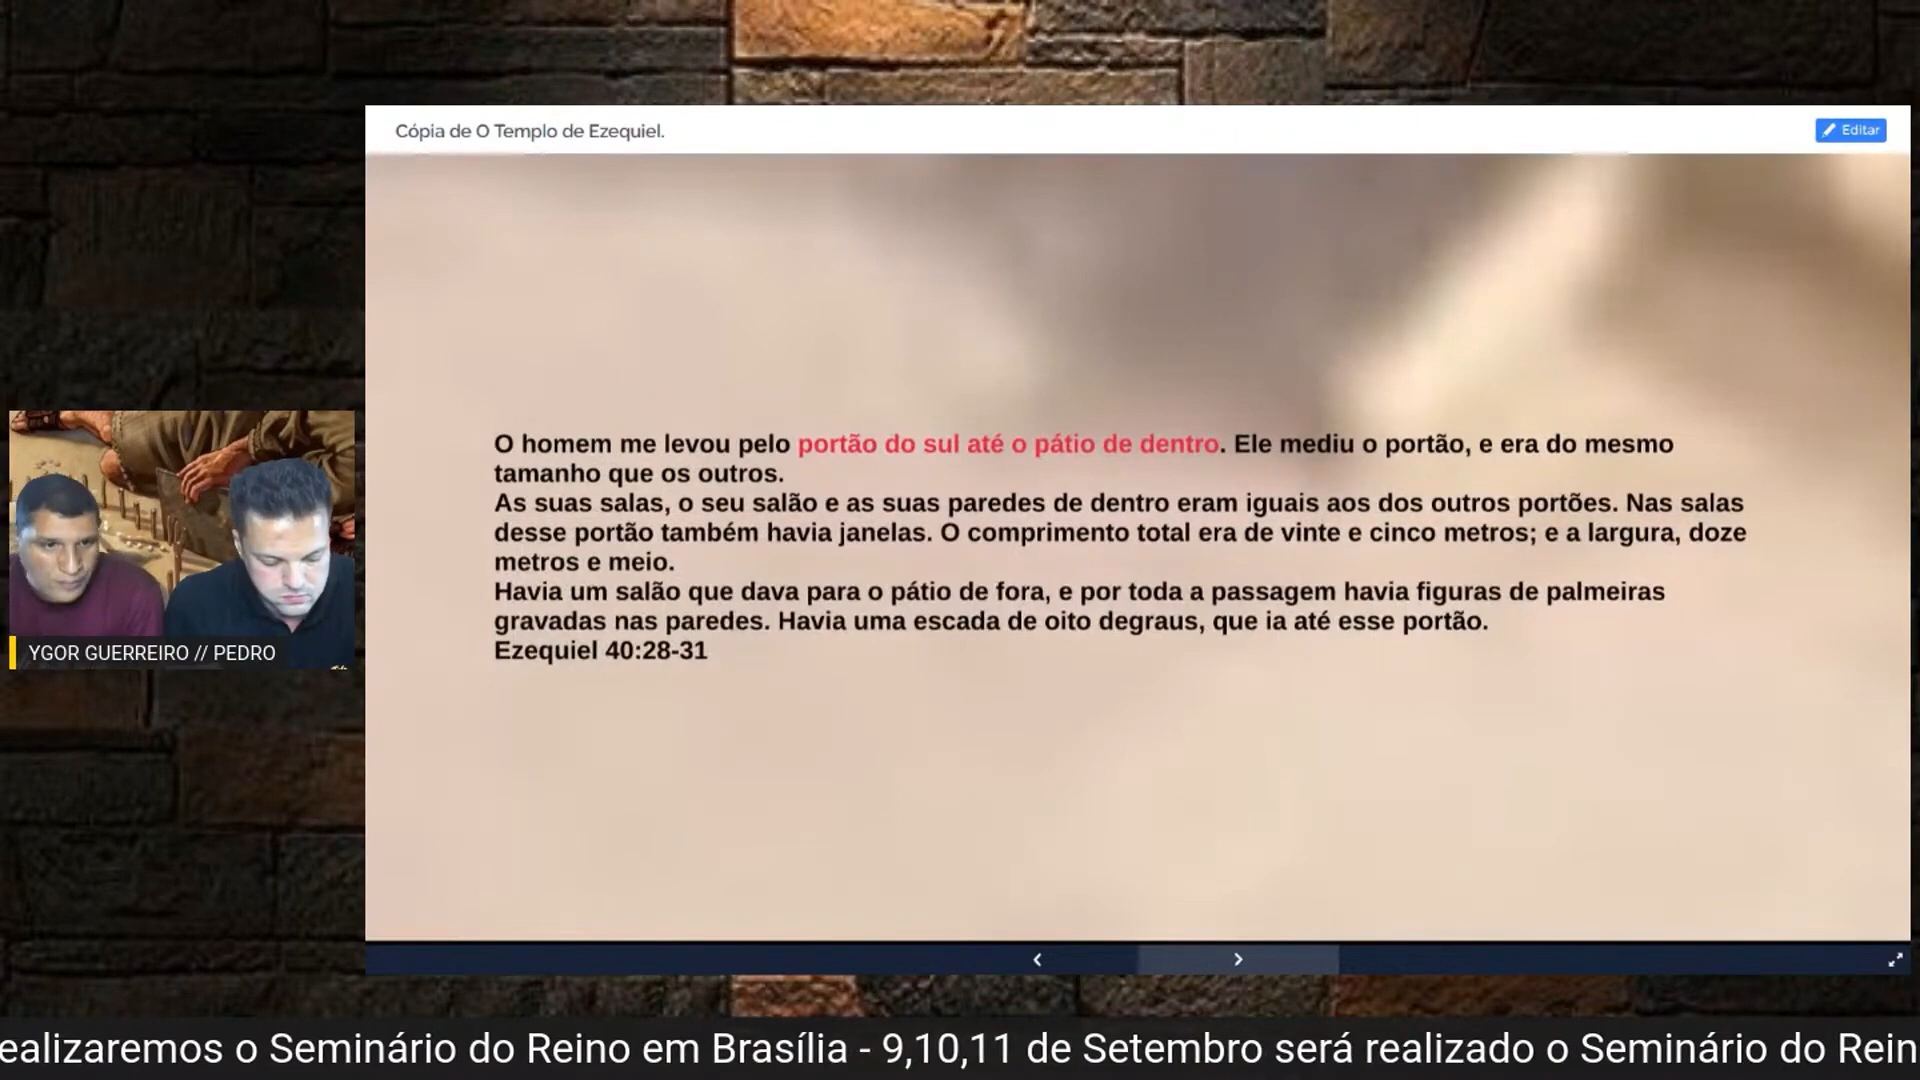 Cópia de O Templo de Ezequiel.
Editar
O homem me levou pelo portão do sul até o pátio de dentro. Ele mediu o portão, e era do mesmo
tamanho que os outros.
As suas salas, o seu salão e as suas paredes de dentro eram iguais aos dos outros portões. Nas salas
desse portão também havia janelas. O comprimento total era de vinte e cinco metros; e a largura, doze
metros e meio.
Havia um salão que dava para o pátio de fora, e por toda a passagem havia figuras de palmeiras
gravadas nas paredes. Havia uma escada de oito degraus, que ia até esse portão.
Ezequiel 40:28-31
YGOR GUERREIRO // PEDRO
ealizaremos o Seminário do Reino em Brasília - 9,10,11 de Setembro será realizado o Seminário do Rein